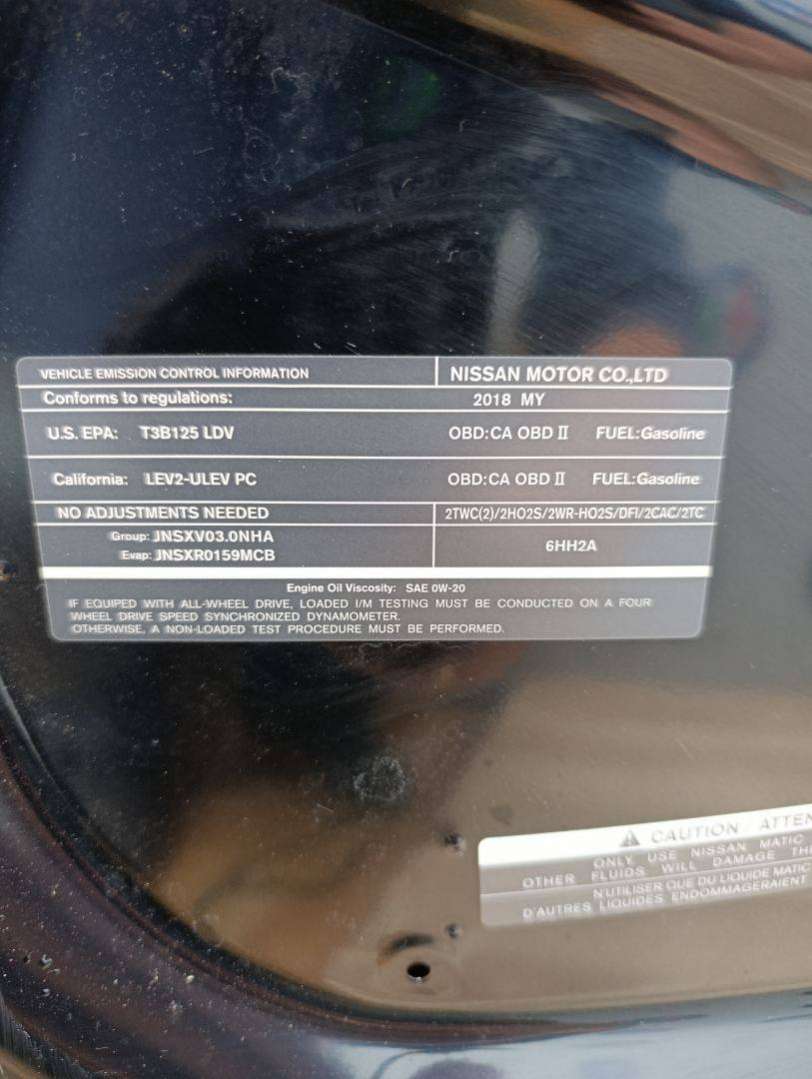 VEHICLE EMISSION CONTROL INFORMATION
NISSAN MOTOR CO.,LTD
Conforms to regulations: 2018 MY
U.S. EPA: T3B125 LDV OBD:CA OBD II FUEL:Gasoline
California: LEV2-ULEV PC OBD:CA OBD II FUEL:Gasoline
NO ADJUSTMENTS NEEDED 2TWC(2)/2HO2S/2WR-HO2S/DFI/2CAC/2TC
Group: JNSXV03.0NHA
Evap: JNSXR0159MCB
6HH2A
Engine Oil Viscosity: SAE 0W-20
IF EQUIPED WITH ALL-WHEEL DRIVE, LOADED I/M TESTING MUST BE CONDUCTED ON A FOUR
WHEEL DRIVE SPEED SYNCHRONIZED DYNAMOMETER.
OTHERWISE, A NON-LOADED TEST PROCEDURE MUST BE PERFORMED.
CAUTION ATTEN
ONLY USE NISSAN MATIC
OTHER FLUIDS WILL DAMAGE THE
N'UTILISER QUE DU LIQUIDE MATIC
D'AUTRES LIQUIDES ENDOMMAGERAIENT